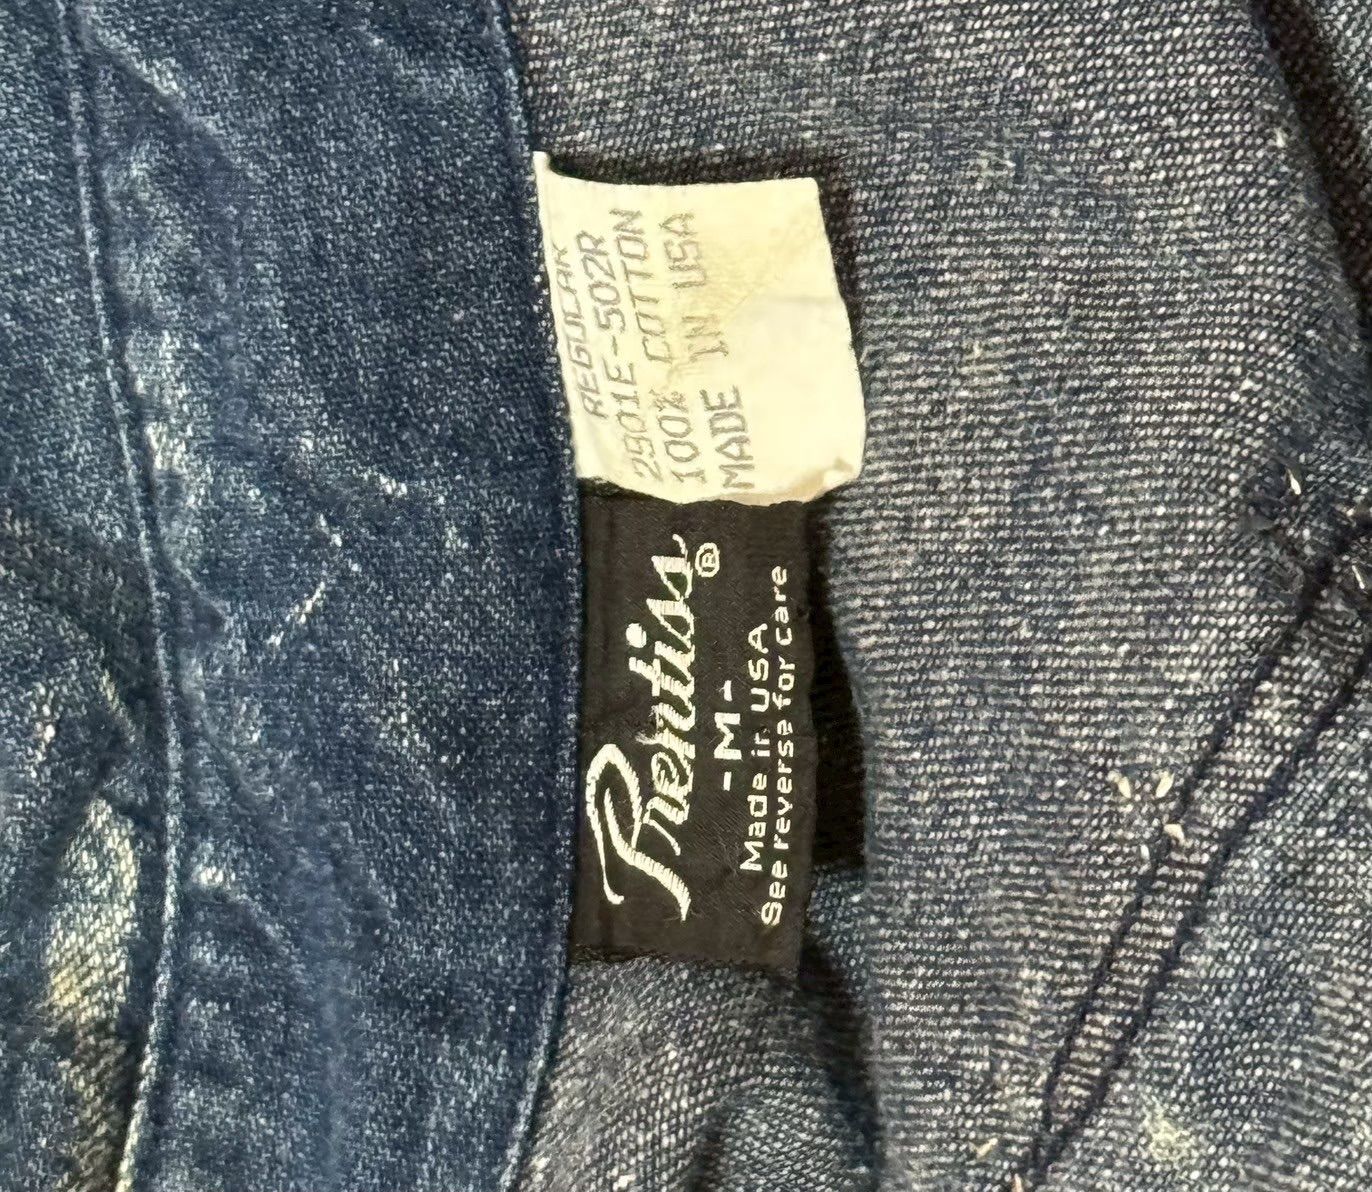 REGULAR
2901E-502R
100% COTTON
MADE IN USA
Prentiss®
-M-
Made in USA
See reverse for care